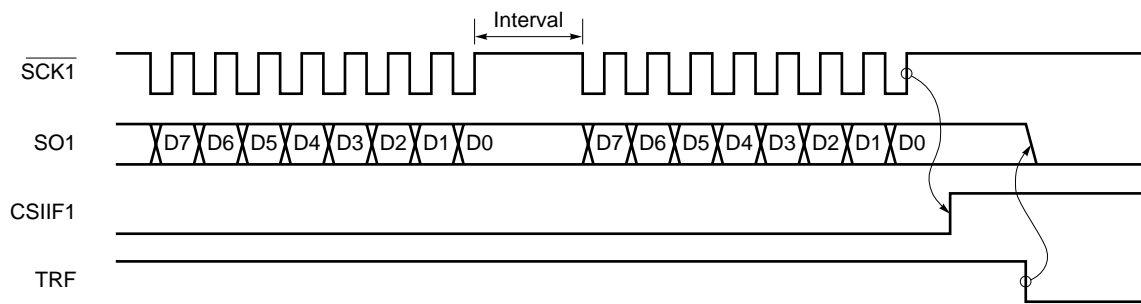 Interval
SCK1
SO1 D7 D6 D5 D4 D3 D2 D1 D0 D7 D6 D5 D4 D3 D2 D1 D0
CSIIF1
TRF